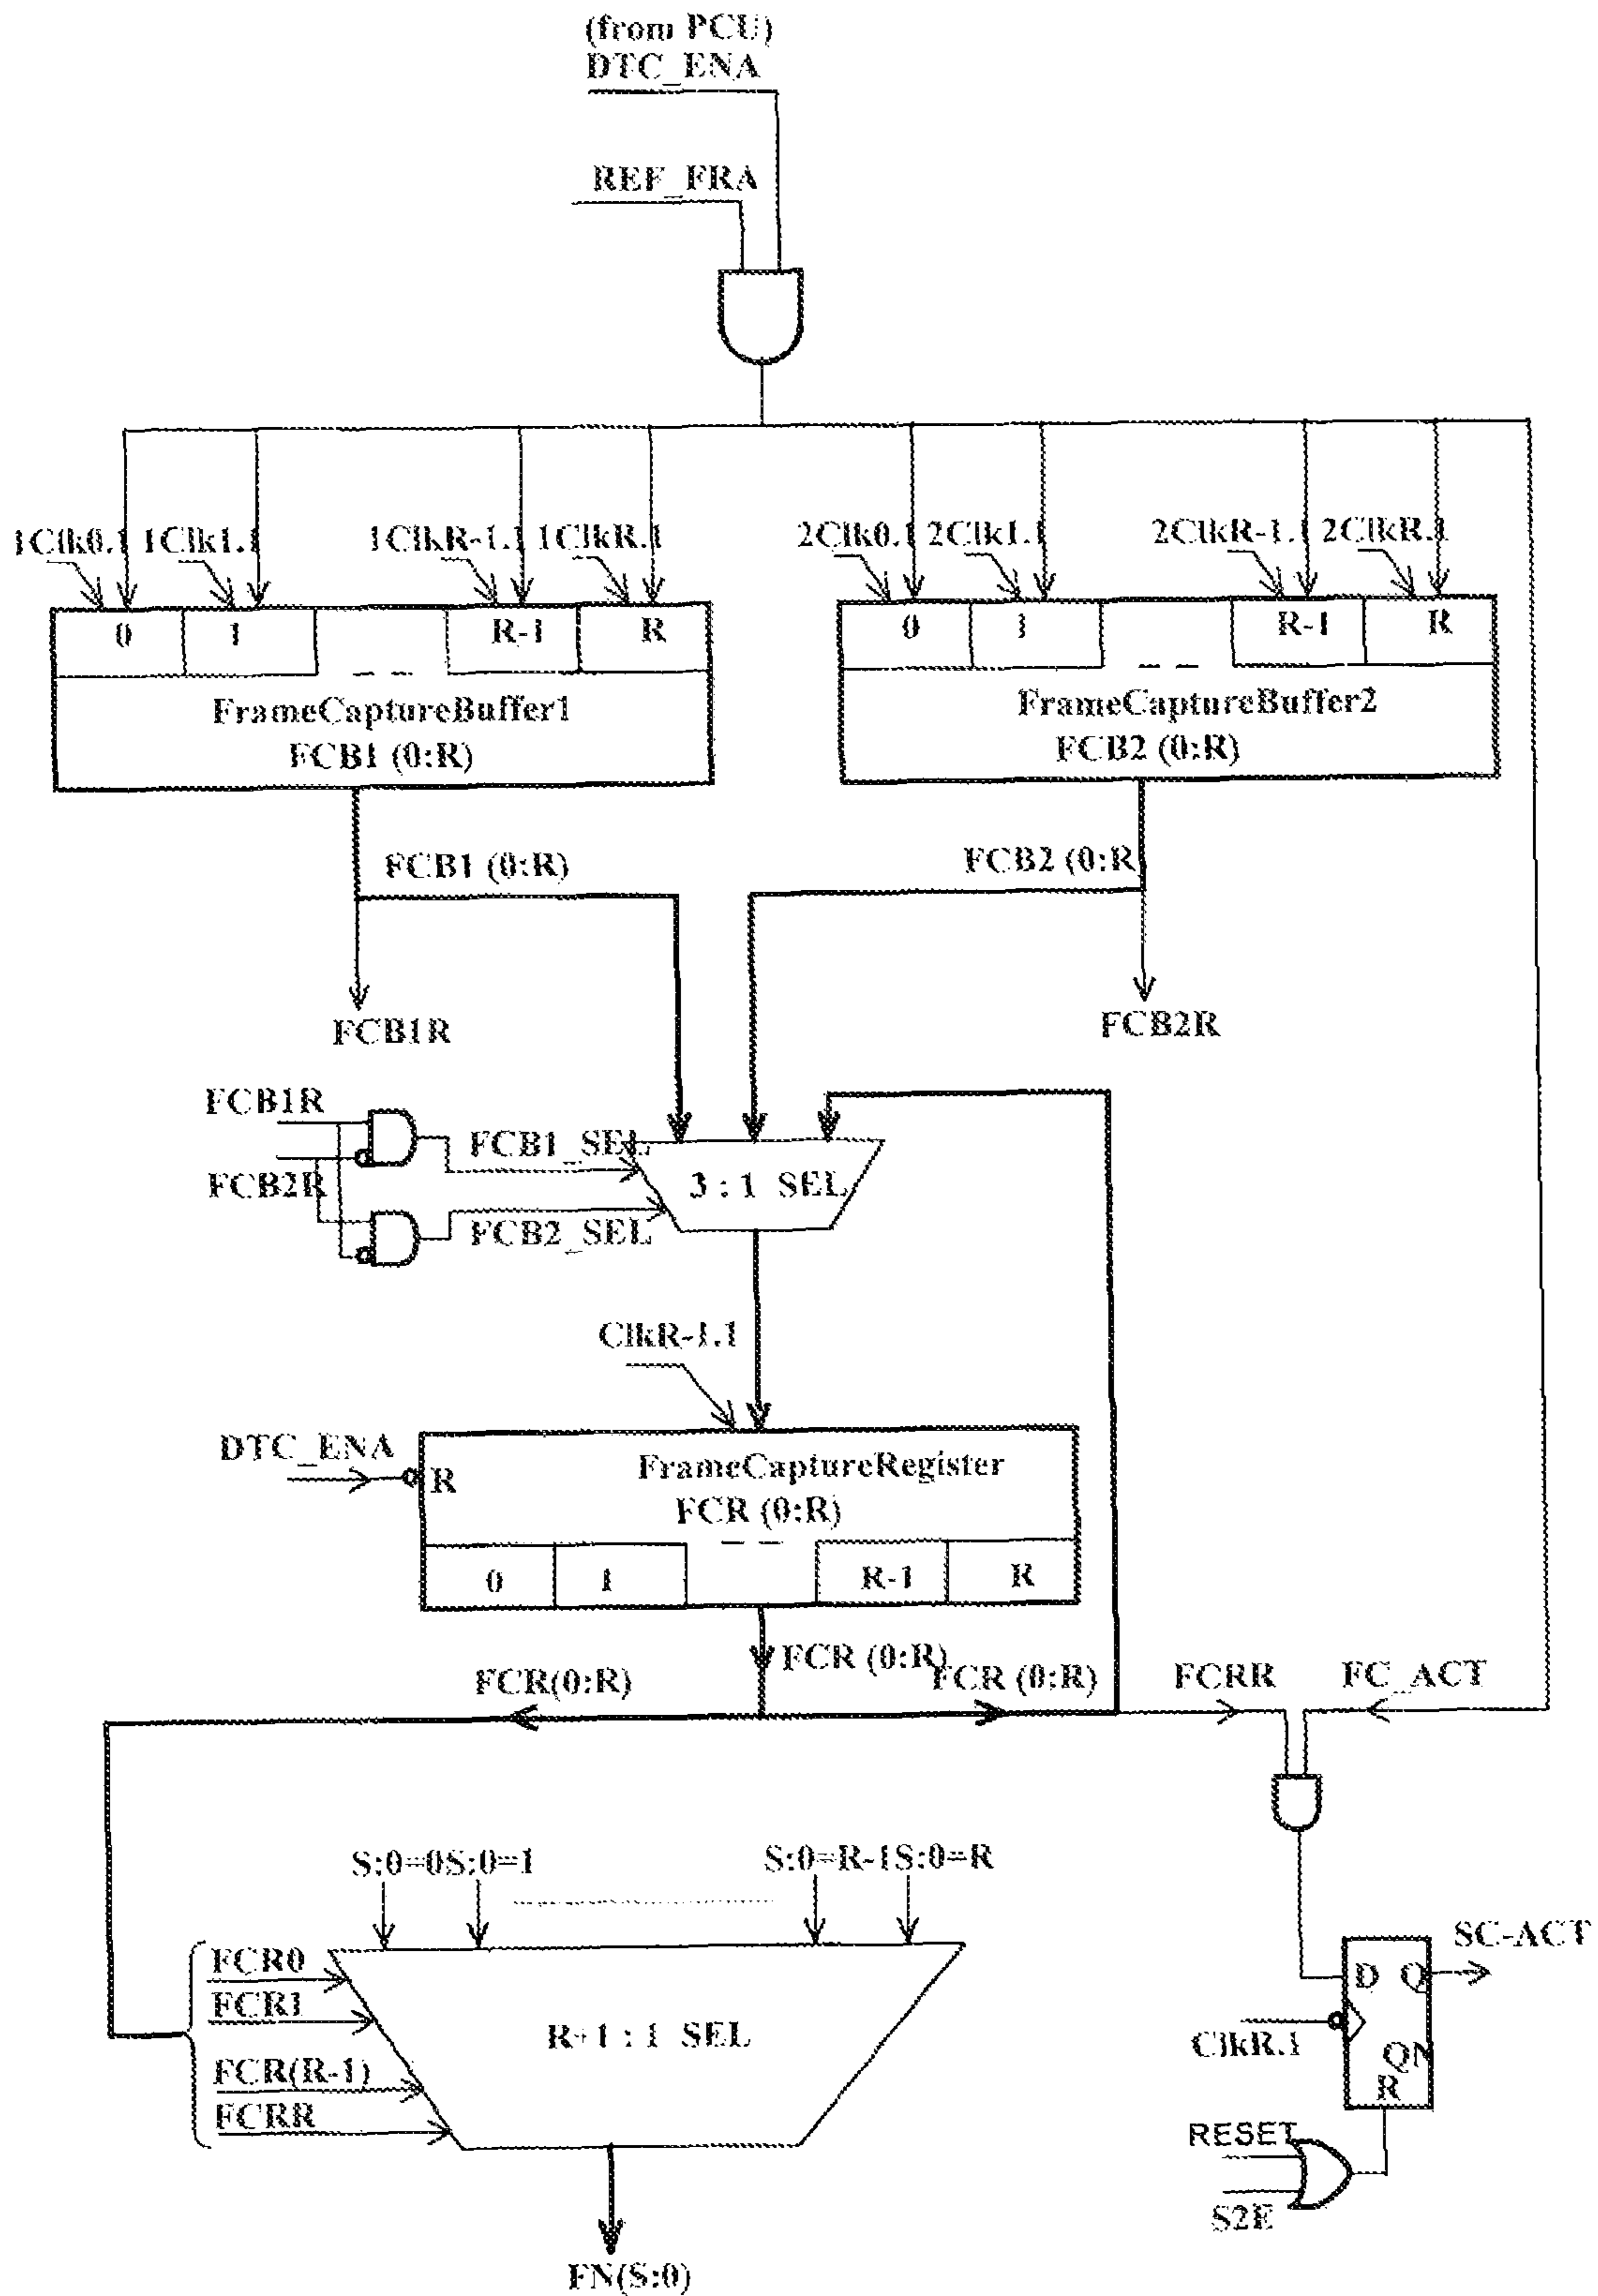 (from PCU)
DTC_ENA
REF_FRA
1Clk0.1 1Clk1.1 1ClkR-1.1 1ClkR.1 2Clk0.1 2Clk1.1 2ClkR-1.1 2ClkR.1
0 1 R-1 R 0 1 R-1 R
FrameCaptureBuffer1 FrameCaptureBuffer2
FCB1 (0:R) FCB2 (0:R)
FCB1 (0:R) FCB2 (0:R)
FCB1R FCB2R
FCB1R
FCB1_SEL
FCB2R
3 : 1 SEL
FCB2_SEL
ClkR-1.1
DTC_ENA
R
FrameCaptureRegister
FCR (0:R)
0 1 R-1 R
FCR (0:R)
FCR(0:R) FCR (0:R) FCRR FC_ACT
S:0=0 S:0=1 S:0=R-1 S:0=R
FCR0
FCR1
R+1 : 1 SEL
FCR(R-1)
FCRR
SC-ACT
D Q
ClkR.1
QN
R
RESET
S2E
FN(S:0)